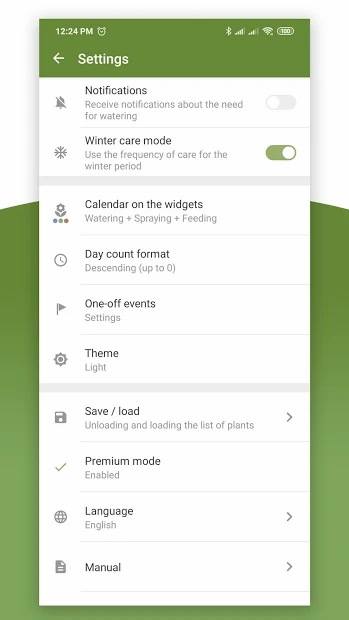 12:24 PM
100
Settings
Notifications
Receive notifications about the need
for watering
Winter care mode
Use the frequency of care for the
winter period
Calendar on the widgets
Watering + Spraying + Feeding
Day count format
Descending (up to 0)
One-off events
Settings
Theme
Light
Save / load
Unloading and loading the list of plants
Premium mode
Enabled
Language
English
Manual